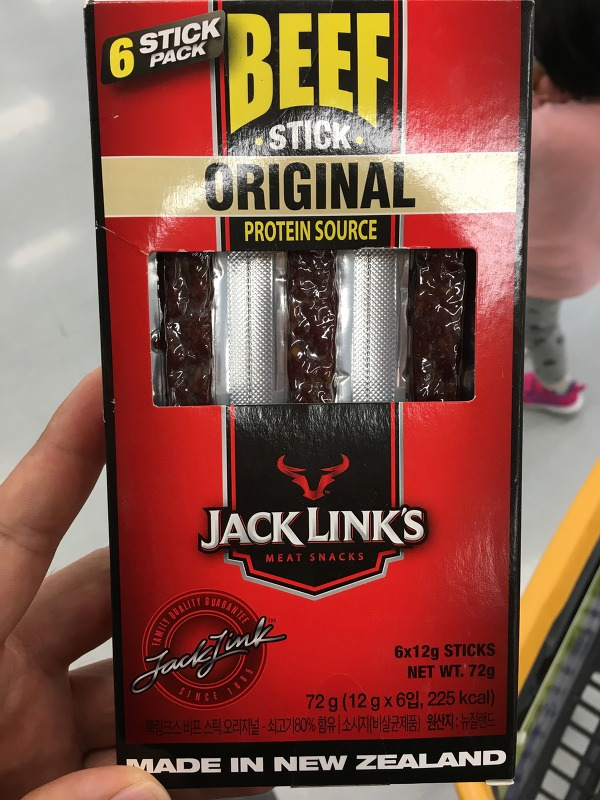 6 STICK
PACK
BEEF
· STICK ·
ORIGINAL
PROTEIN SOURCE
JACK LINK'S
MEAT SNACKS
FAMILY QUALITY GUARANTEE
Jack Link™
SINCE 1885
6x12g STICKS
NET WT. 72g
72 g (12 g x 6입, 225 kcal)
잭링크스 비프 스틱 오리지널 - 쇠고기80% 함유 | 소시지(비살균제품) 원산지 : 뉴질랜드
MADE IN NEW ZEALAND